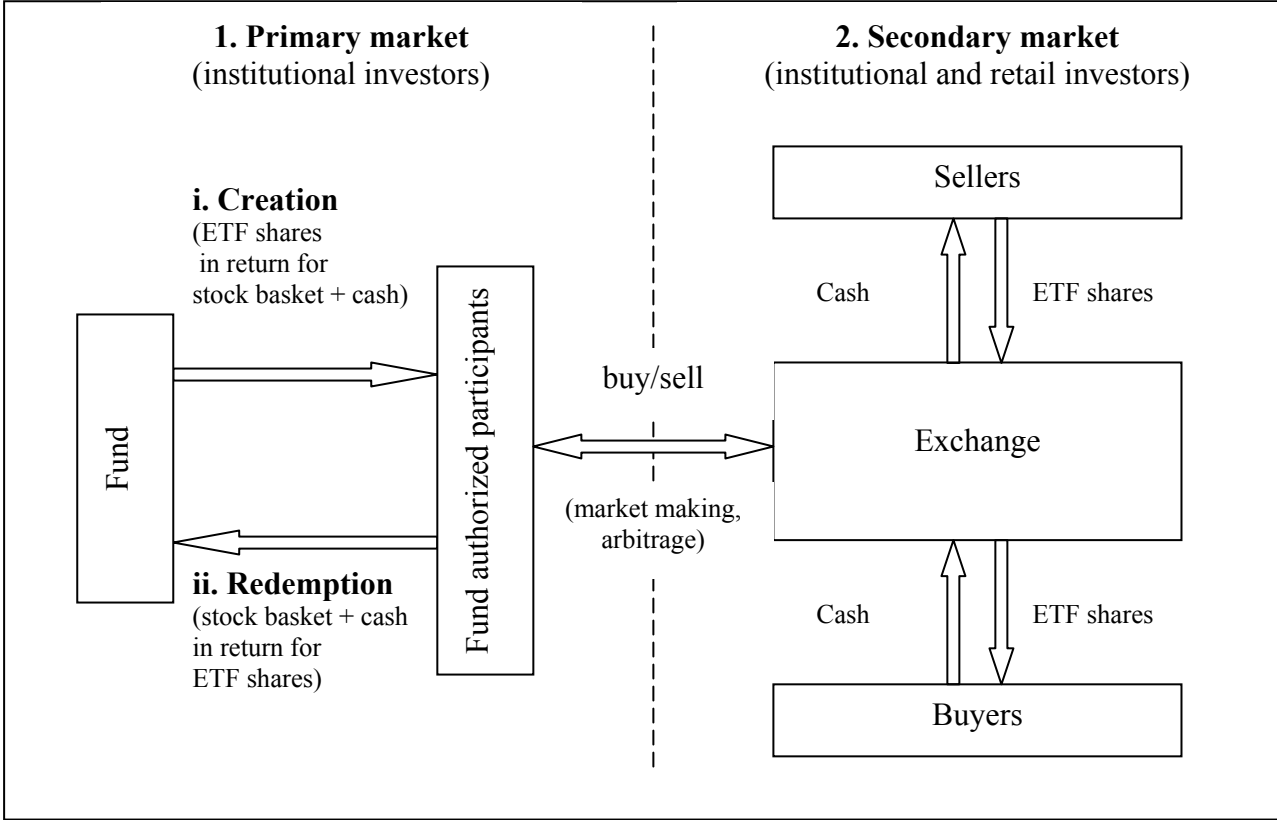 1. Primary market
(institutional investors)
2. Secondary market
(institutional and retail investors)
i. Creation
(ETF shares
in return for
stock basket + cash)
Fund
Fund authorized participants
ii. Redemption
(stock basket + cash
in return for
ETF shares)
buy/sell
(market making,
arbitrage)
Sellers
Cash
ETF shares
Exchange
Cash
ETF shares
Buyers